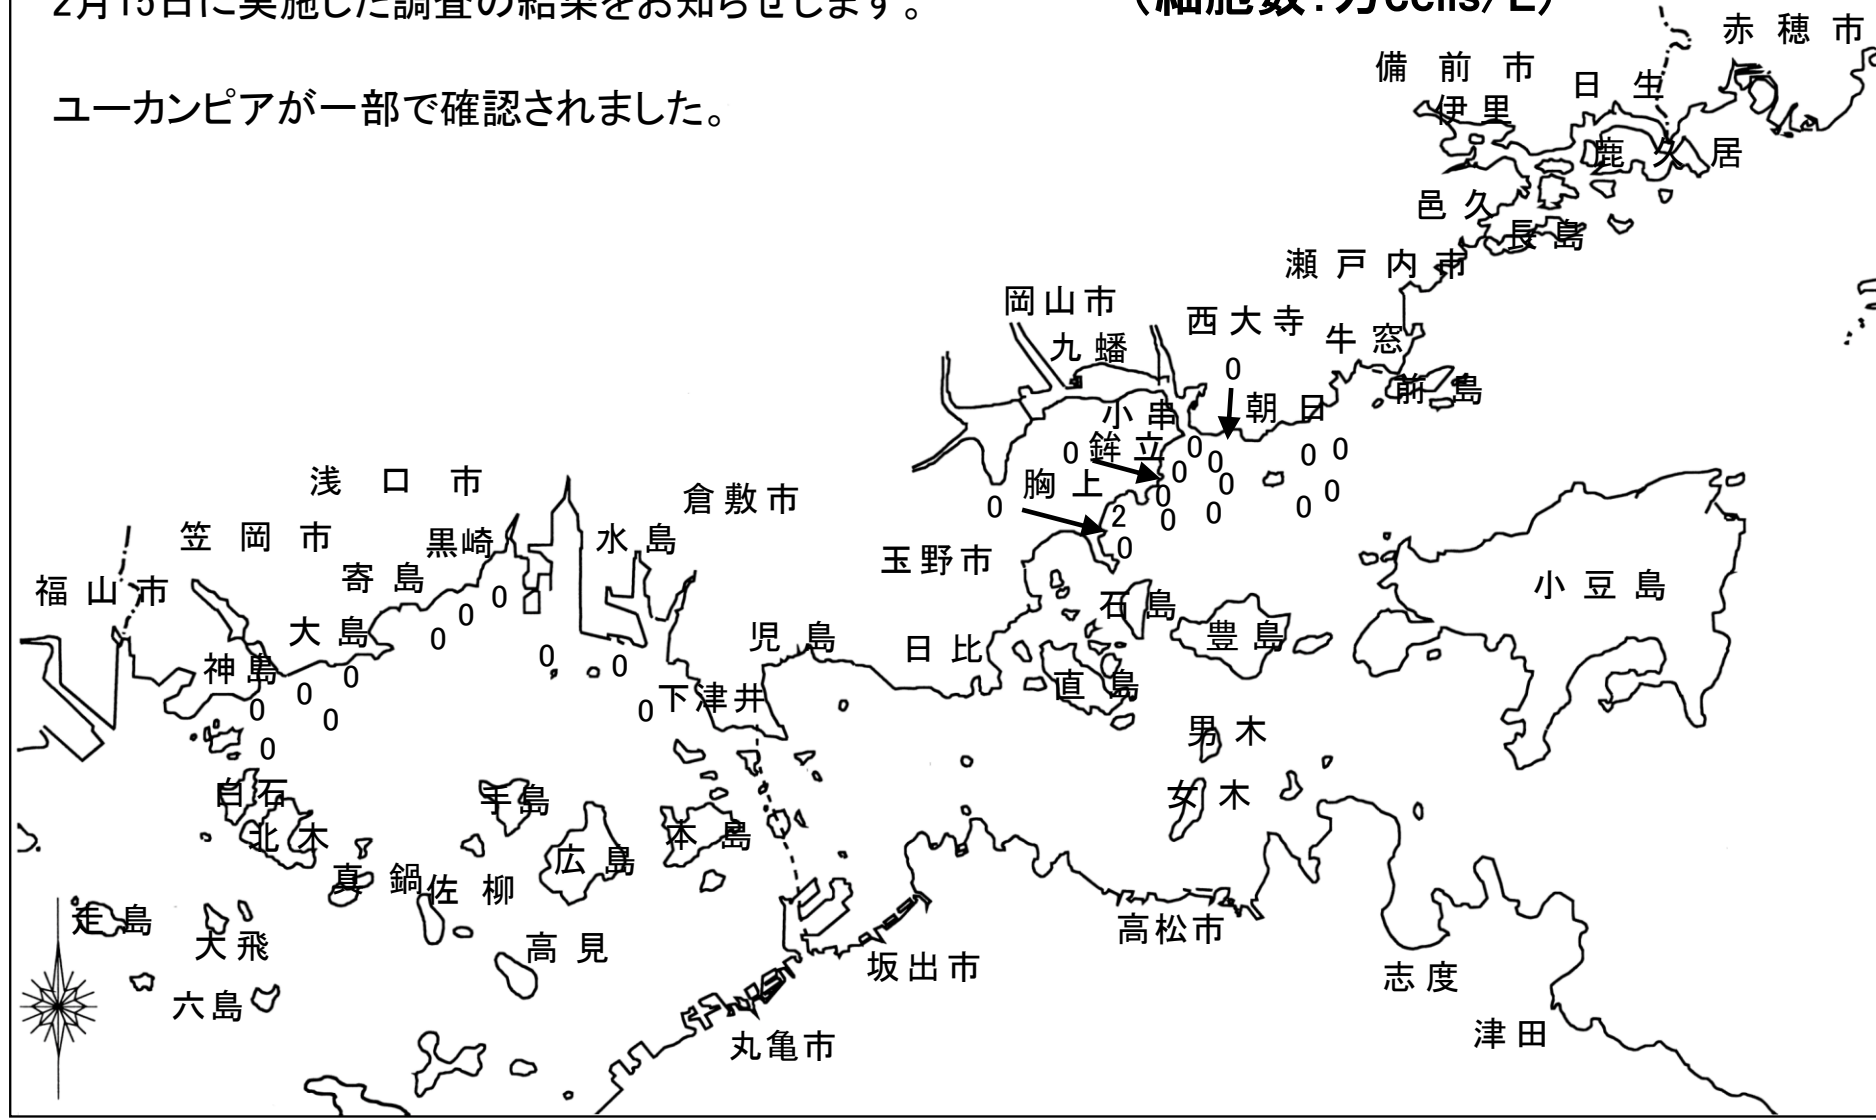 2月15日に実施した調査の結果をお知らせします。
(細胞数:万cells/L)
ユーカンピアが一部で確認されました。
赤穂市
備前市
日生
伊里
鹿久居
邑久
長島
瀬戸内市
岡山市
西大寺
牛窓
九蟠
0
前島
朝日
小串
0 鉾立 0 0 0 0
0 0
胸上 0 0 0
0 2 0 0 0
0
浅口市
倉敷市
笠岡市
黒崎
水島
玉野市
福山市
寄島
0
0
小豆島
石島
大島
0
児島
日比
豊島
神島
0 0
0 0
直島
0 0
0 下津井
男木
0
白石
手島
女木
北木
本島
広島
真鍋
佐柳
走島
大飛
高見
高松市
坂出市
志度
六島
丸亀市
津田